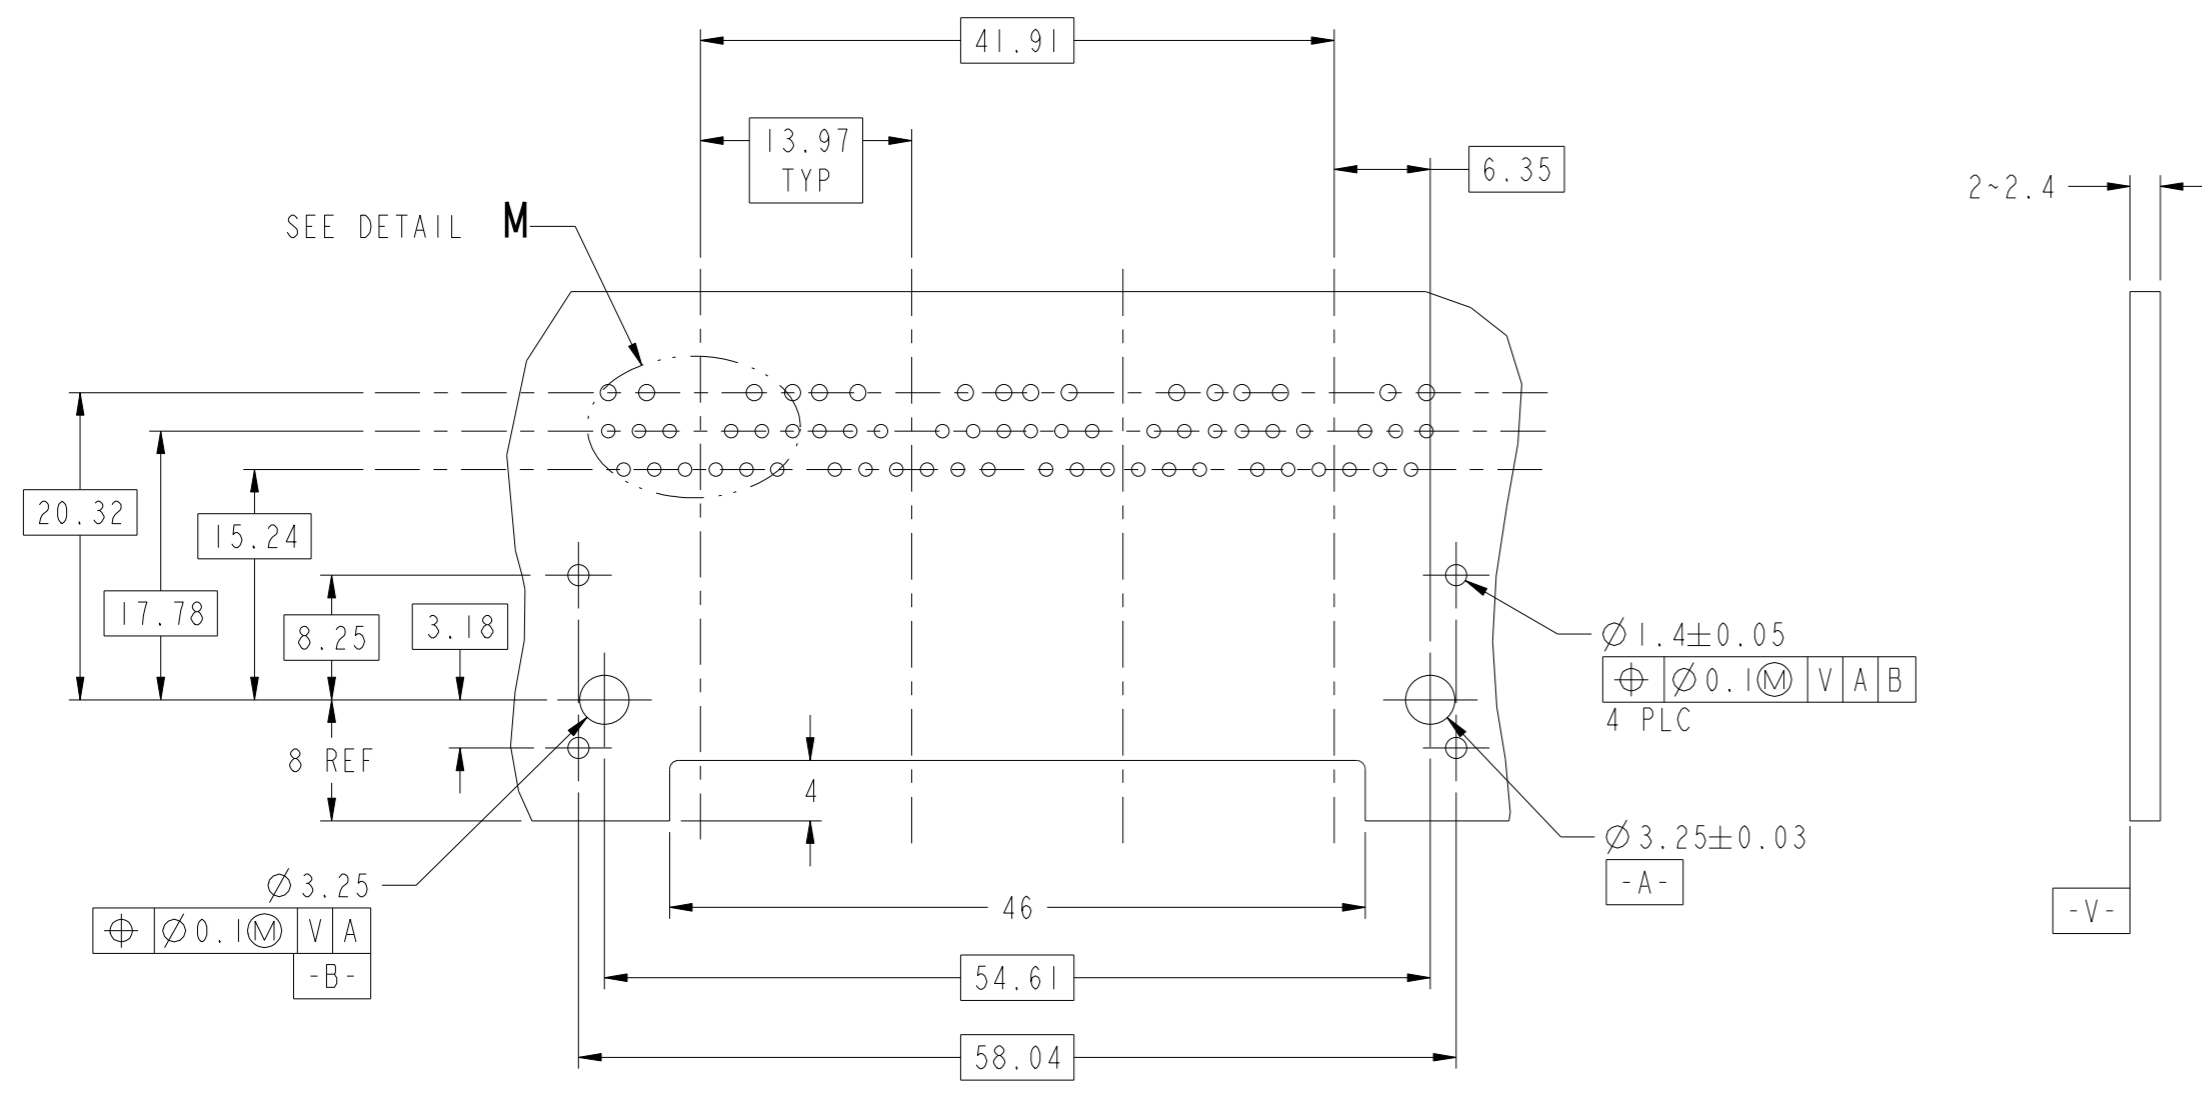 41.91
13.97
TYP
6.35
2~2.4
SEE DETAIL M
20.32
15.24
17.78
8.25
3.18
Ø1.4±0.05
⌖ Ø0.1Ⓜ V A B
4 PLC
8 REF
4
Ø3.25±0.03
-A-
Ø3.25
⌖ Ø0.1Ⓜ V A
-B-
46
-V-
54.61
58.04